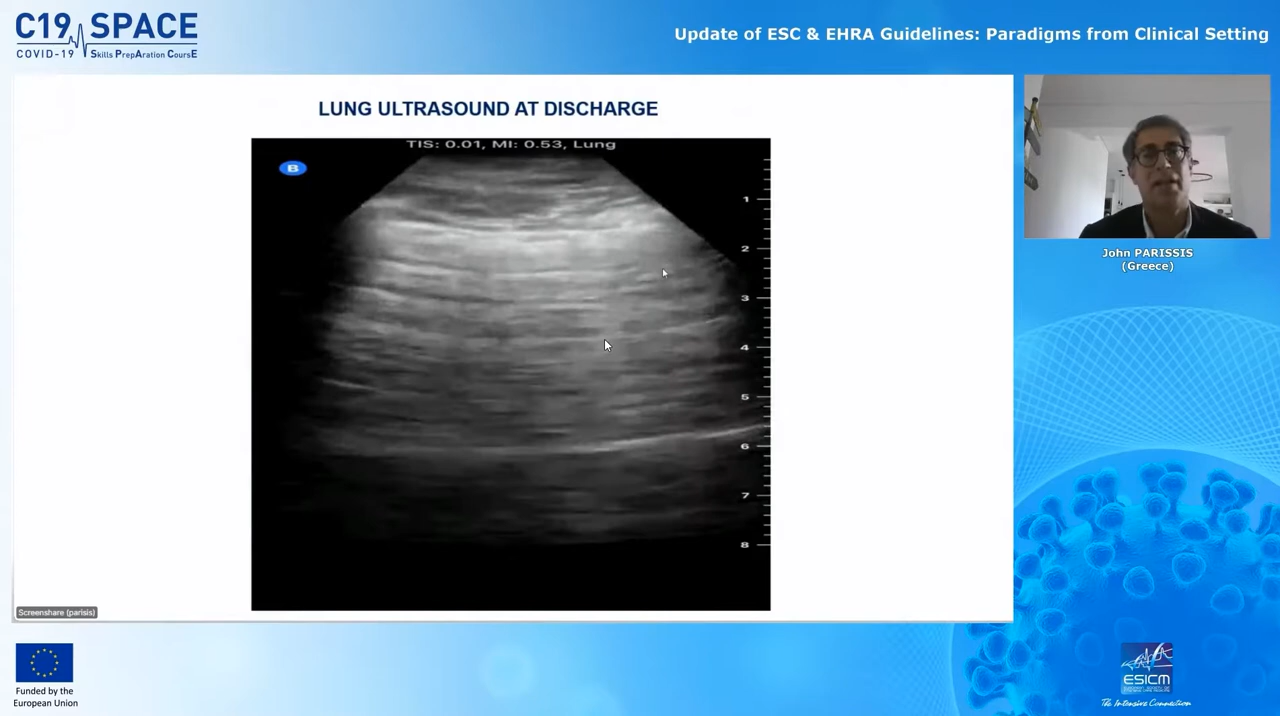 C19 SPACE
COVID-19 Skills PrepAration CoursE
Update of ESC & EHRA Guidelines: Paradigms from Clinical Setting
LUNG ULTRASOUND AT DISCHARGE
TIS: 0.01, MI: 0.53, Lung
B
1
2
3
4
5
6
7
8
John PARISSIS
(Greece)
Screenshare (parisis)
Funded by the
European Union
ESICM
The Intensive Connection